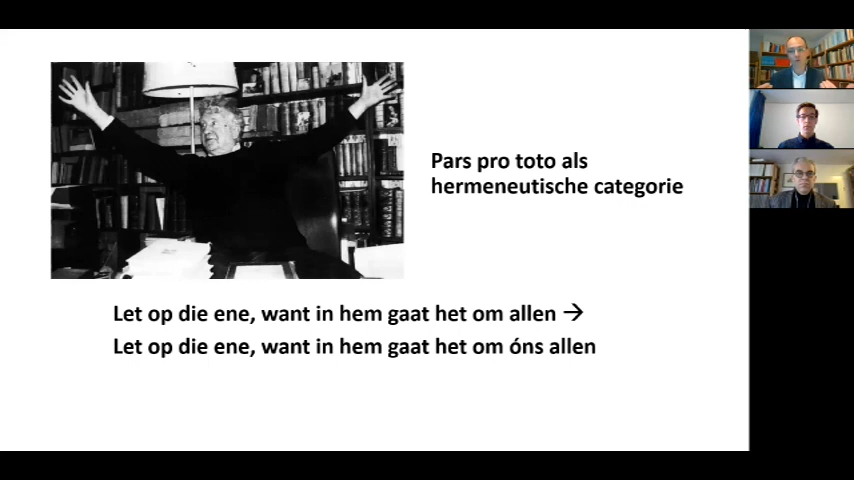 Pars pro toto als
hermeneutische categorie
Let op die ene, want in hem gaat het om allen →
Let op die ene, want in hem gaat het om óns allen